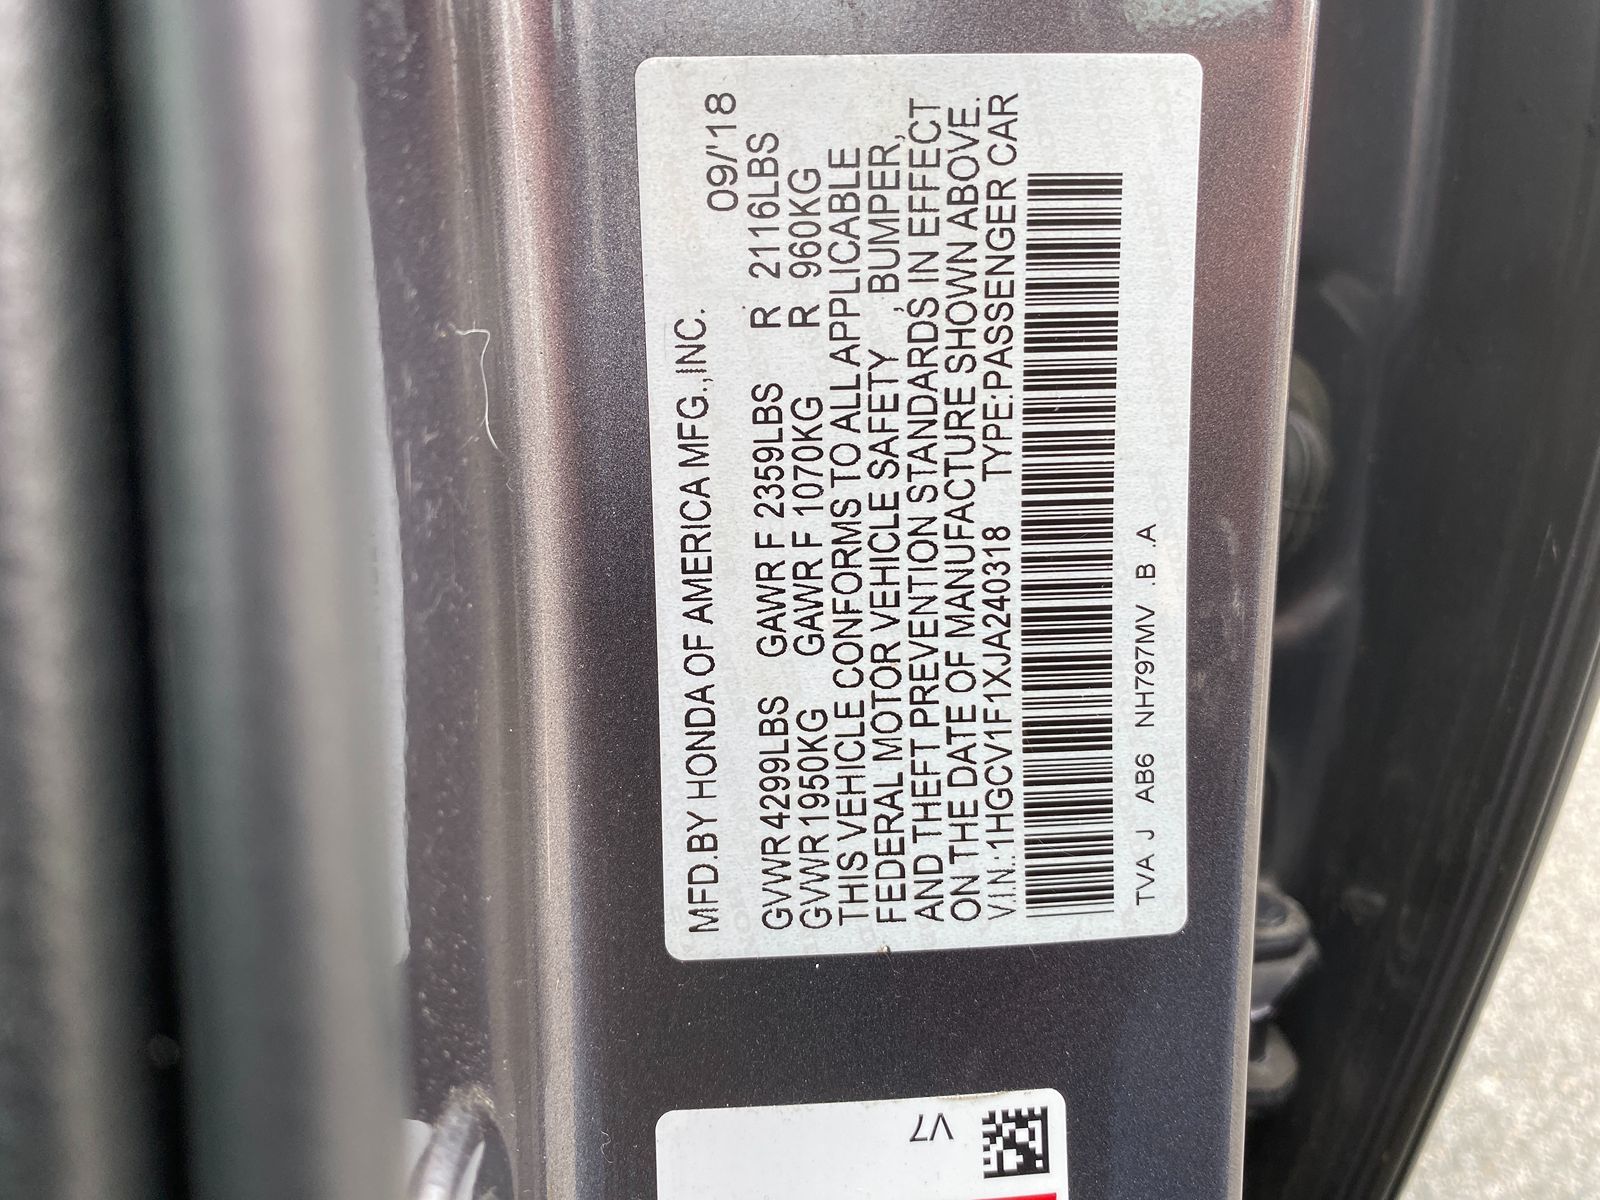 MFD.BY HONDA OF AMERICA MFG.,INC.
09/'18
GVWR 4299LBS GAWR F 2359LBS R 2116LBS
GVWR 1950KG GAWR F 1070KG R 960KG
THIS VEHICLE CONFORMS TO ALL APPLICABLE
FEDERAL MOTOR VEHICLE SAFETY , BUMPER,
AND THEFT PREVENTION STANDARDS IN EFFECT
ON THE DATE OF MANUFACTURE SHOWN ABOVE.
V.I.N.:1HGCV1F1XJA240318 TYPE:PASSENGER CAR
TVA J AB6 NH797MV .B .A
V7